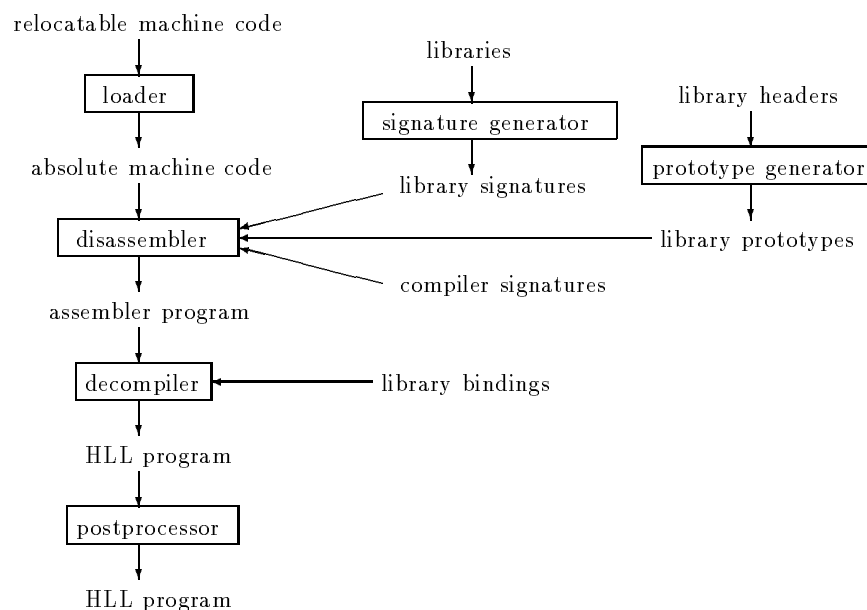 relocatable machine code
libraries
loader
library headers
signature generator
absolute machine code
prototype generator
library signatures
disassembler
library prototypes
compiler signatures
assembler program
decompiler
library bindings
HLL program
postprocessor
HLL program